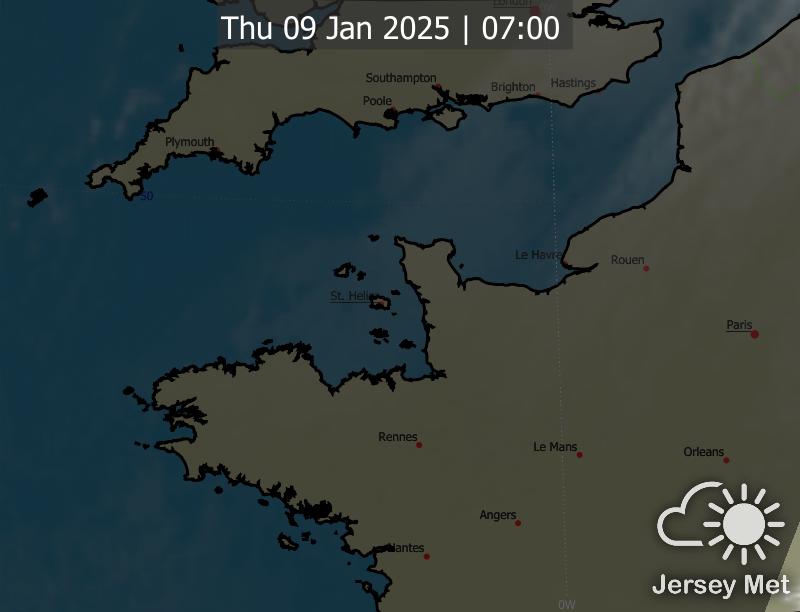 London
Thu 09 Jan 2025 | 07:00
Southampton
Brighton
Hastings
Poole
Plymouth
50
Le Havre
Rouen
St. Helier
Paris
Rennes
Le Mans
Orleans
Angers
Nantes
Jersey Met
0W